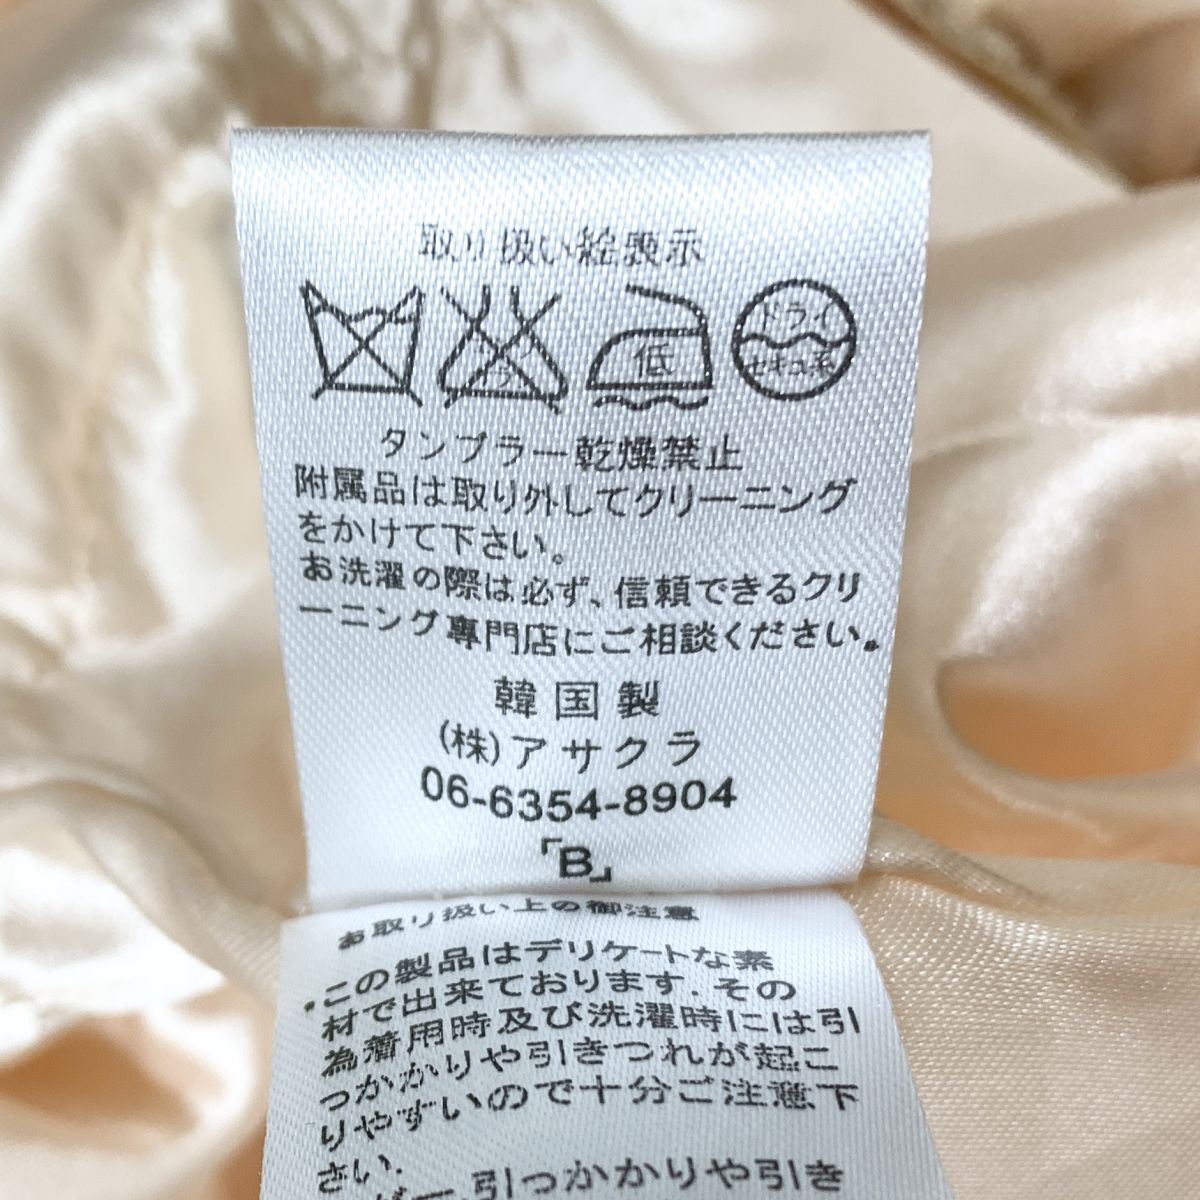 取り扱い絵表示
低 ドライ
セキユ系
タンブラー乾燥禁止
附属品は取り外してクリーニング
をかけて下さい。
お洗濯の際は必ず、信頼できるクリ
ーニング専門店にご相談ください。
韓国製
(株)アサクラ
06-6354-8904
「B」
お取り扱い上の御注意
・この製品はデリケートな素
材で出来ております.その
為着用時及び洗濯時には引
っかかりや引きつれが起こ
りやすいので十分ご注意下
さい.
引っかかりや引き